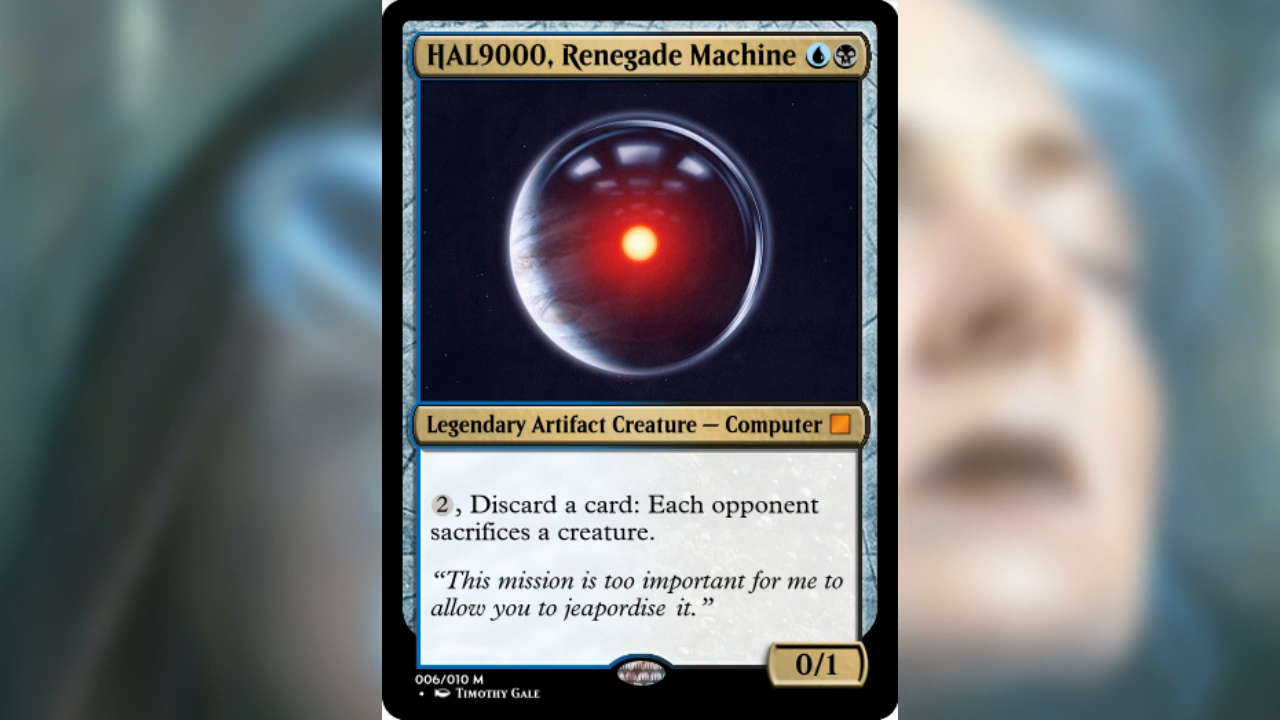 HAL9000, Renegade Machine
Legendary Artifact Creature — Computer
2, Discard a card: Each opponent
sacrifices a creature.
“This mission is too important for me to
allow you to jeapordise it.”
0/1
006/010 M
• Timothy Gale